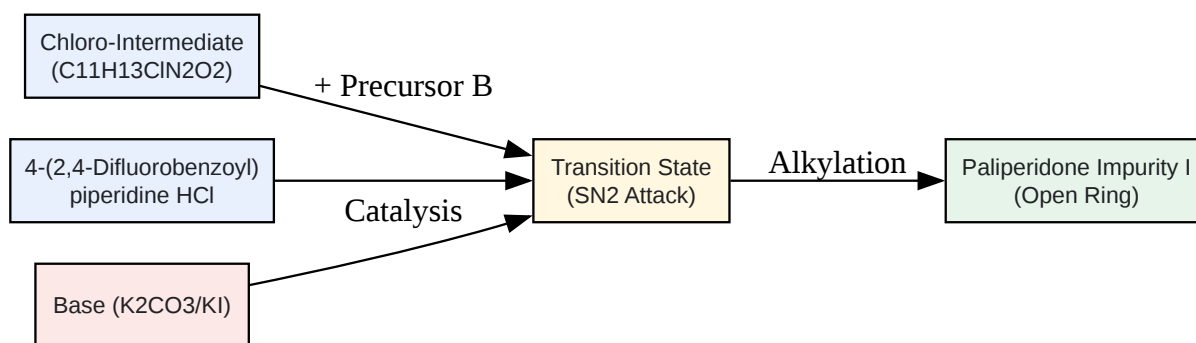 Chloro-Intermediate
(C11H13ClN2O2)
+ Precursor B
4-(2,4-Difluorobenzoyl)
piperidine HCl
Transition State
(SN2 Attack)
Alkylation
Paliperidone Impurity I
(Open Ring)
Catalysis
Base (K2CO3/KI)